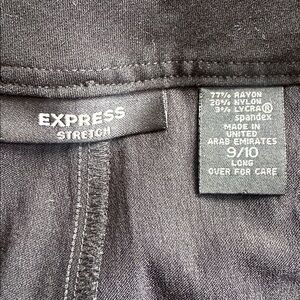 EXPRESS
STRETCH
77% RAYON
20% NYLON
3% LYCRA®
spandex
MADE IN
UNITED
ARAB EMIRATES
9/10
LONG
OVER FOR CARE